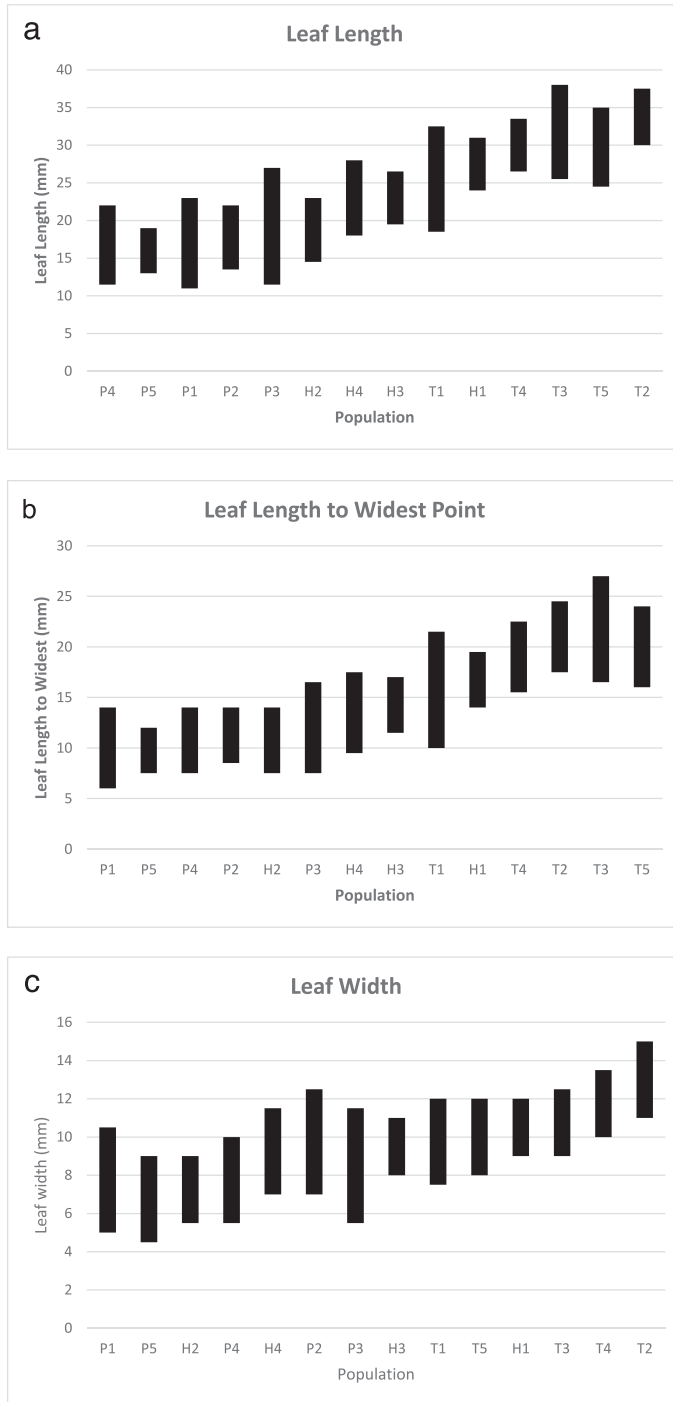 a
Leaf Length
Leaf Length (mm)
40
35
30
25
20
15
10
5
0
P4 P5 P1 P2 P3 H2 H4 H3 T1 H1 T4 T3 T5 T2
Population
b
Leaf Length to Widest Point
Leaf Length to Widest (mm)
30
25
20
15
10
5
0
P1 P5 P4 P2 H2 P3 H4 H3 T1 H1 T4 T2 T3 T5
Population
c
Leaf Width
Leaf width (mm)
16
14
12
10
8
6
4
2
0
P1 P5 H2 P4 H4 P2 P3 H3 T1 T5 H1 T3 T4 T2
Population